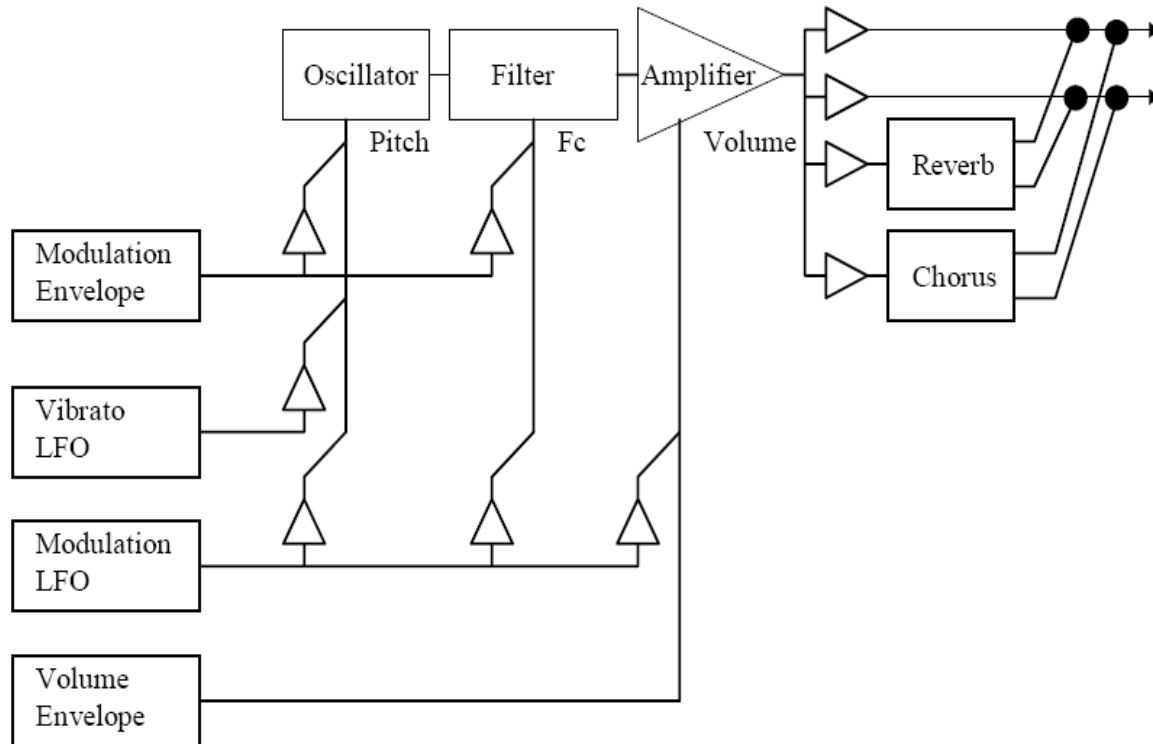 Oscillator
Filter
Amplifier
Pitch
Fc
Volume
Reverb
Chorus
Modulation
Envelope
Vibrato
LFO
Modulation
LFO
Volume
Envelope